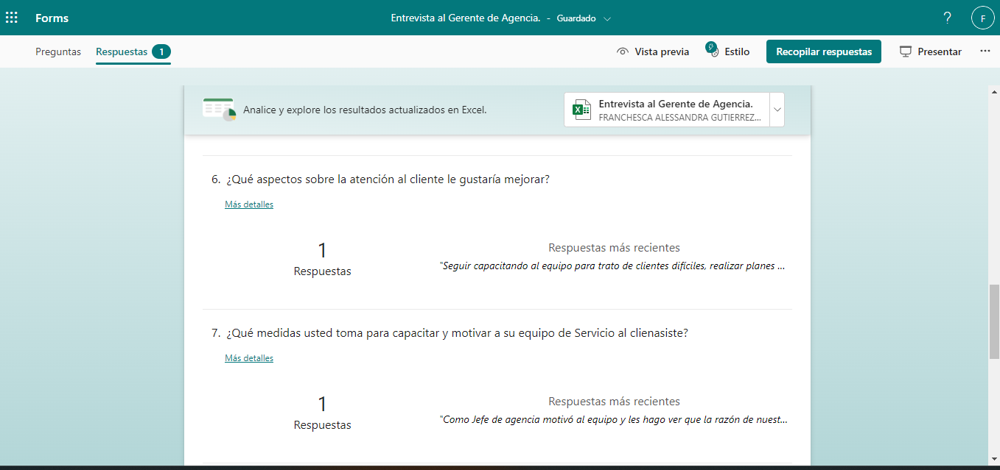 Forms
Entrevista al Gerente de Agencia. - Guardado
?
F
Preguntas
Respuestas 1
Vista previa
Estilo
Recopilar respuestas
Presentar
...
Analice y explore los resultados actualizados en Excel.
Entrevista al Gerente de Agencia.
FRANCHESCA ALESSANDRA GUTIERREZ...
6. ¿Qué aspectos sobre la atención al cliente le gustaría mejorar?
Más detalles
1
Respuestas
Respuestas más recientes
"Seguir capacitando al equipo para trato de clientes difíciles, realizar planes ...
7. ¿Qué medidas usted toma para capacitar y motivar a su equipo de Servicio al clienasiste?
Más detalles
1
Respuestas
Respuestas más recientes
"Como Jefe de agencia motivó al equipo y les hago ver que la razón de nuest...